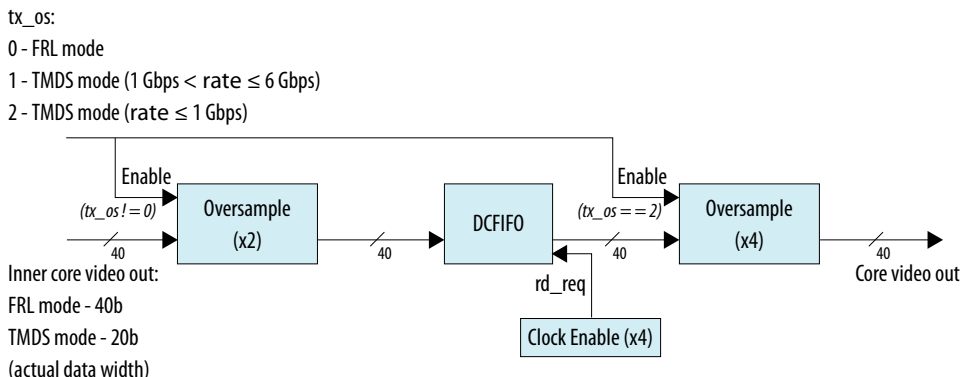 tx_os:
0 - FRL mode
1 - TMDS mode (1 Gbps < rate ≤ 6 Gbps)
2 - TMDS mode (rate ≤ 1 Gbps)
Enable
(tx_os != 0)
40
Oversample
(x2)
40
DCFIFO
Enable
(tx_os == 2)
40
Oversample
(x4)
40
Core video out
rd_req
Clock Enable (x4)
Inner core video out:
FRL mode - 40b
TMDS mode - 20b
(actual data width)